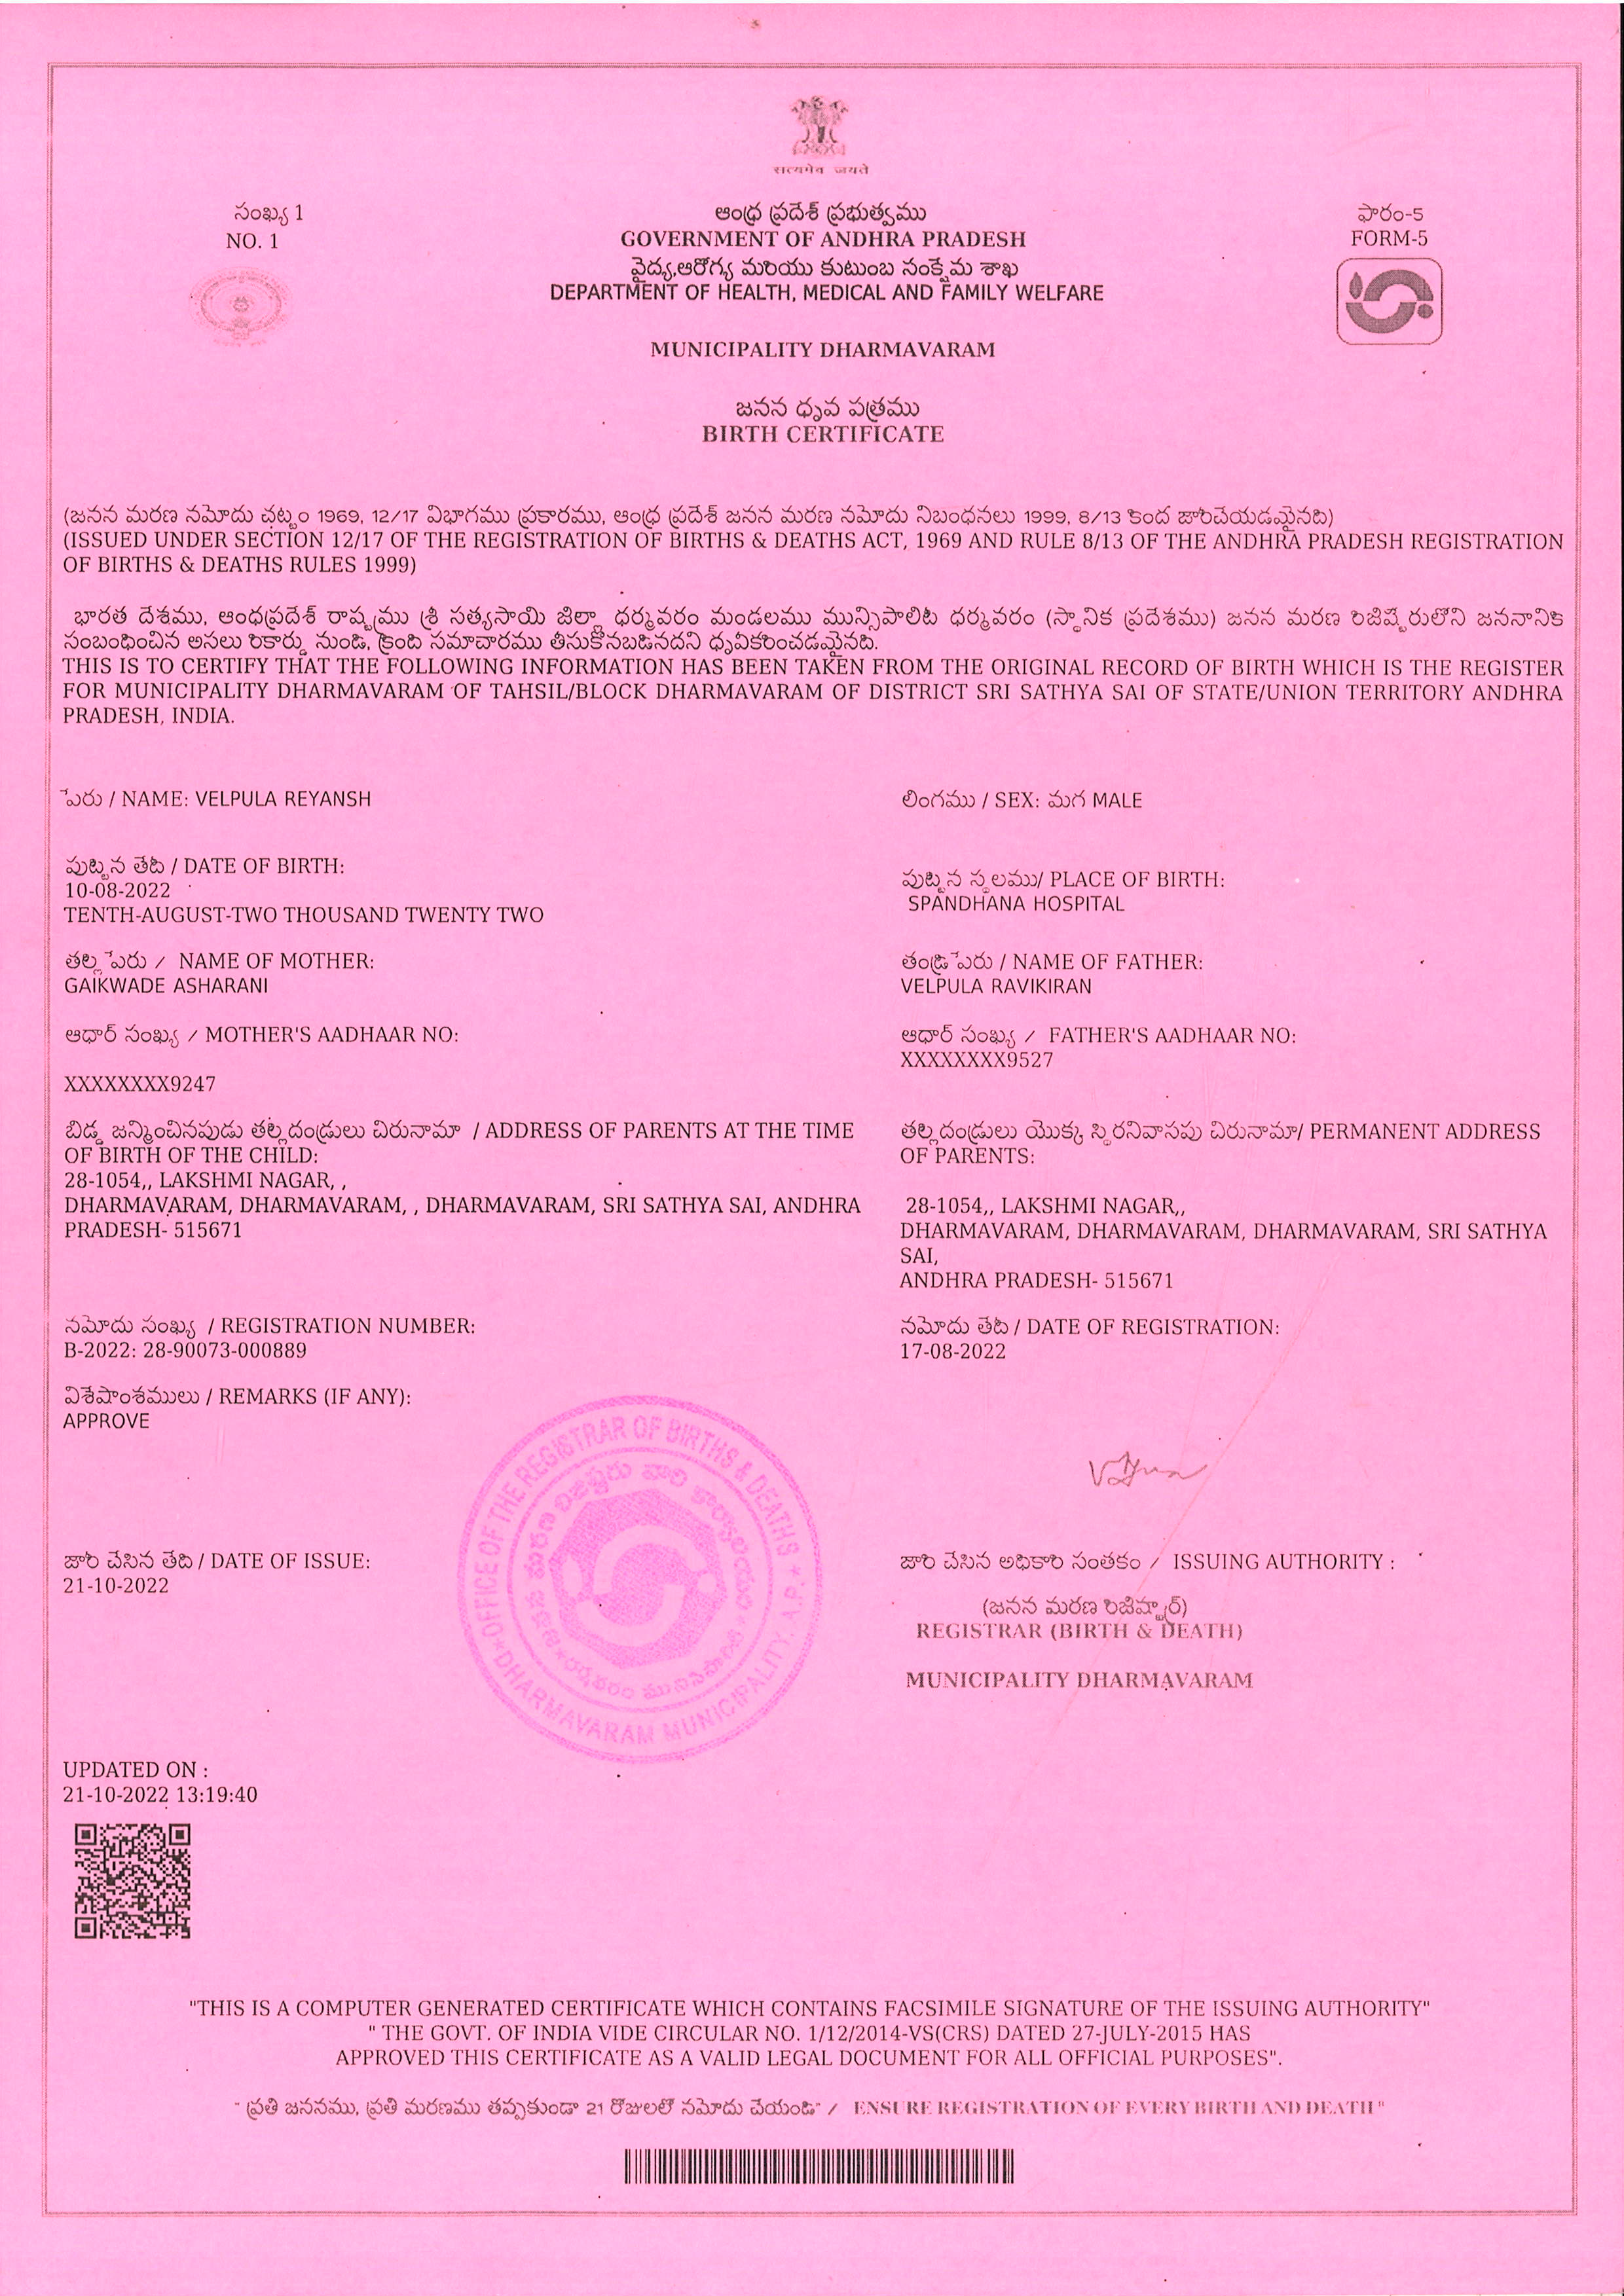 सत्यमेव जयते
సంఖ్య 1
NO. 1
ఆంధ్ర ప్రదేశ్ ప్రభుత్వము
GOVERNMENT OF ANDHRA PRADESH
వైద్య,ఆరోగ్య మరియు కుటుంబ సంక్షేమ శాఖ
DEPARTMENT OF HEALTH, MEDICAL AND FAMILY WELFARE
ఫారం-5
FORM-5
MUNICIPALITY DHARMAVARAM
జనన ధృవ పత్రము
BIRTH CERTIFICATE
(జనన మరణ నమోదు చట్టం 1969, 12/17 విభాగము ప్రకారము, ఆంధ్ర ప్రదేశ్ జనన మరణ నమోదు నిబంధనలు 1999, 8/13 కింద జారిచేయడమైనది)
(ISSUED UNDER SECTION 12/17 OF THE REGISTRATION OF BIRTHS & DEATHS ACT, 1969 AND RULE 8/13 OF THE ANDHRA PRADESH REGISTRATION
OF BIRTHS & DEATHS RULES 1999)
భారత దేశము, ఆంధప్రదేశ్ రాష్ట్రము శ్రీ సత్యసాయి జిల్లా ధర్మవరం మండలము మున్సిపాలిటి ధర్మవరం (స్థానిక ప్రదేశము) జనన మరణ రిజిష్టేరులోని జననానికి
సంబంధించిన అసలు రికార్డు నుండి, క్రింది సమాచారము తీసుకొనబడినదని ధృవీకరించడమైనది.
THIS IS TO CERTIFY THAT THE FOLLOWING INFORMATION HAS BEEN TAKEN FROM THE ORIGINAL RECORD OF BIRTH WHICH IS THE REGISTER
FOR MUNICIPALITY DHARMAVARAM OF TAHSIL/BLOCK DHARMAVARAM OF DISTRICT SRI SATHYA SAI OF STATE/UNION TERRITORY ANDHRA
PRADESH, INDIA.
పేరు / NAME: VELPULA REYANSH
లింగము / SEX: మగ MALE
పుట్టిన తేది / DATE OF BIRTH:
10-08-2022
TENTH-AUGUST-TWO THOUSAND TWENTY TWO
పుట్టిన స్థలము/ PLACE OF BIRTH:
SPANDHANA HOSPITAL
తల్లి పేరు / NAME OF MOTHER:
GAIKWADE ASHARANI
తండ్రి పేరు / NAME OF FATHER:
VELPULA RAVIKIRAN
ఆధార్ సంఖ్య / MOTHER'S AADHAAR NO:
XXXXXXXX9247
ఆధార్ సంఖ్య / FATHER'S AADHAAR NO:
XXXXXXXX9527
బిడ్డ జన్మించినపుడు తల్లిదండ్రులు చిరునామా / ADDRESS OF PARENTS AT THE TIME
OF BIRTH OF THE CHILD:
28-1054,, LAKSHMI NAGAR, ,
DHARMAVARAM, DHARMAVARAM, , DHARMAVARAM, SRI SATHYA SAI, ANDHRA
PRADESH- 515671
తల్లిదండ్రులు యొక్క స్థిరనివాసపు చిరునామా/ PERMANENT ADDRESS
OF PARENTS:
28-1054,, LAKSHMI NAGAR,,
DHARMAVARAM, DHARMAVARAM, DHARMAVARAM, SRI SATHYA
SAI,
ANDHRA PRADESH- 515671
నమోదు సంఖ్య / REGISTRATION NUMBER:
B-2022: 28-90073-000889
నమోదు తేది / DATE OF REGISTRATION:
17-08-2022
విశేషాంశములు / REMARKS (IF ANY):
APPROVE
OFFICE OF THE REGISTRAR OF BIRTHS & DEATHS
DHARMAVARAM MUNICIPALITY. A.P.
జారి చేసిన తేది / DATE OF ISSUE:
21-10-2022
జారి చేసిన అధికారి సంతకం / ISSUING AUTHORITY :
(జనన మరణ రిజిష్ట్రార్)
REGISTRAR (BIRTH & DEATH)
MUNICIPALITY DHARMAVARAM
UPDATED ON :
21-10-2022 13:19:40
"THIS IS A COMPUTER GENERATED CERTIFICATE WHICH CONTAINS FACSIMILE SIGNATURE OF THE ISSUING AUTHORITY"
" THE GOVT. OF INDIA VIDE CIRCULAR NO. 1/12/2014-VS(CRS) DATED 27-JULY-2015 HAS
APPROVED THIS CERTIFICATE AS A VALID LEGAL DOCUMENT FOR ALL OFFICIAL PURPOSES".
" ప్రతి జననము, ప్రతి మరణము తప్పకుండా 21 రోజులలో నమోదు చేయండి" / ENSURE REGISTRATION OF EVERY BIRTH AND DEATH "